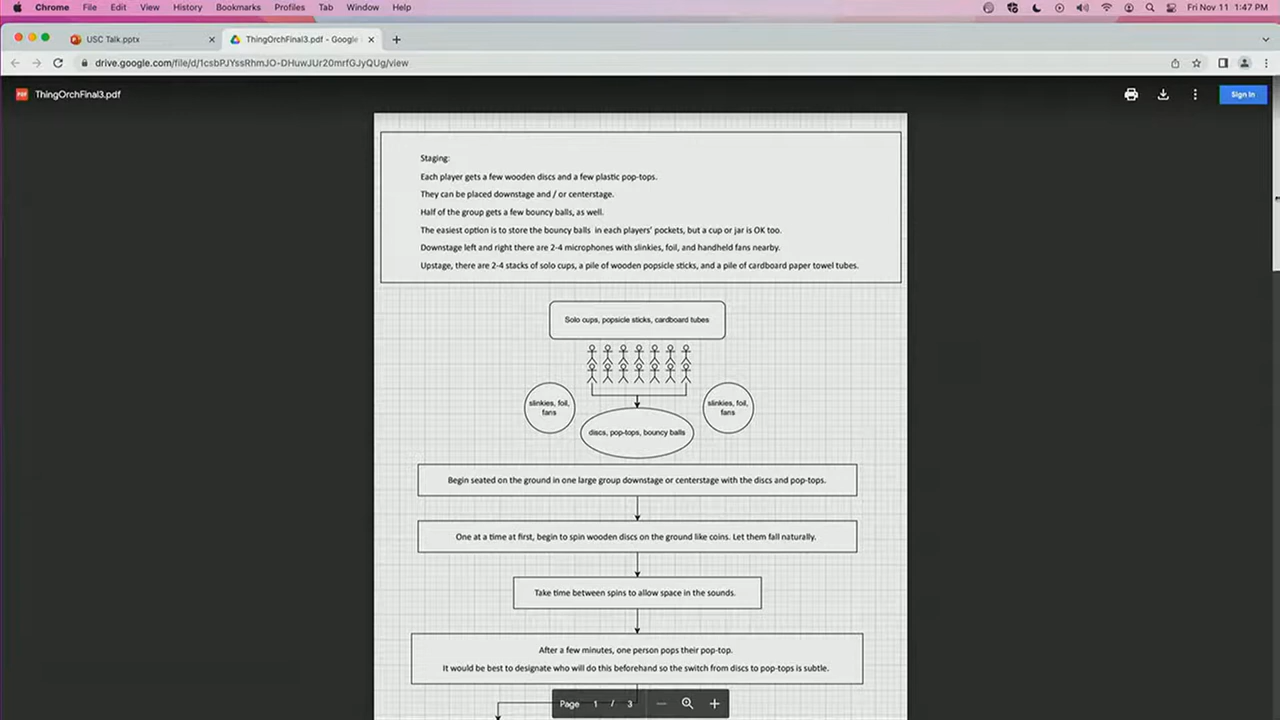 Chrome File Edit View History Bookmarks Profiles Tab Window Help Fri Nov 11 1:47 PM
USC Talk.pptx ThingOrchFinal3.pdf - Google
drive.google.com/file/d/1csbPJYssRhmJO-DHuwJUr20mrfGJyQUg/view
PDF ThingOrchFinal3.pdf Sign in
Staging:
Each player gets a few wooden discs and a few plastic pop-tops.
They can be placed downstage and / or centerstage.
Half of the group gets a few bouncy balls, as well.
The easiest option is to store the bouncy balls in each players' pockets, but a cup or jar is OK too.
Downstage left and right there are 2-4 microphones with slinkies, foil, and handheld fans nearby.
Upstage, there are 2-4 stacks of solo cups, a pile of wooden popsicle sticks, and a pile of cardboard paper towel tubes.
Solo cups, popsicle sticks, cardboard tubes
slinkies, foil,
fans
slinkies, foil,
fans
discs, pop-tops, bouncy balls
Begin seated on the ground in one large group downstage or centerstage with the discs and pop-tops.
One at a time at first, begin to spin wooden discs on the ground like coins. Let them fall naturally.
Take time between spins to allow space in the sounds.
After a few minutes, one person pops their pop-top.
It would be best to designate who will do this beforehand so the switch from discs to pop-tops is subtle.
Page 1 / 3